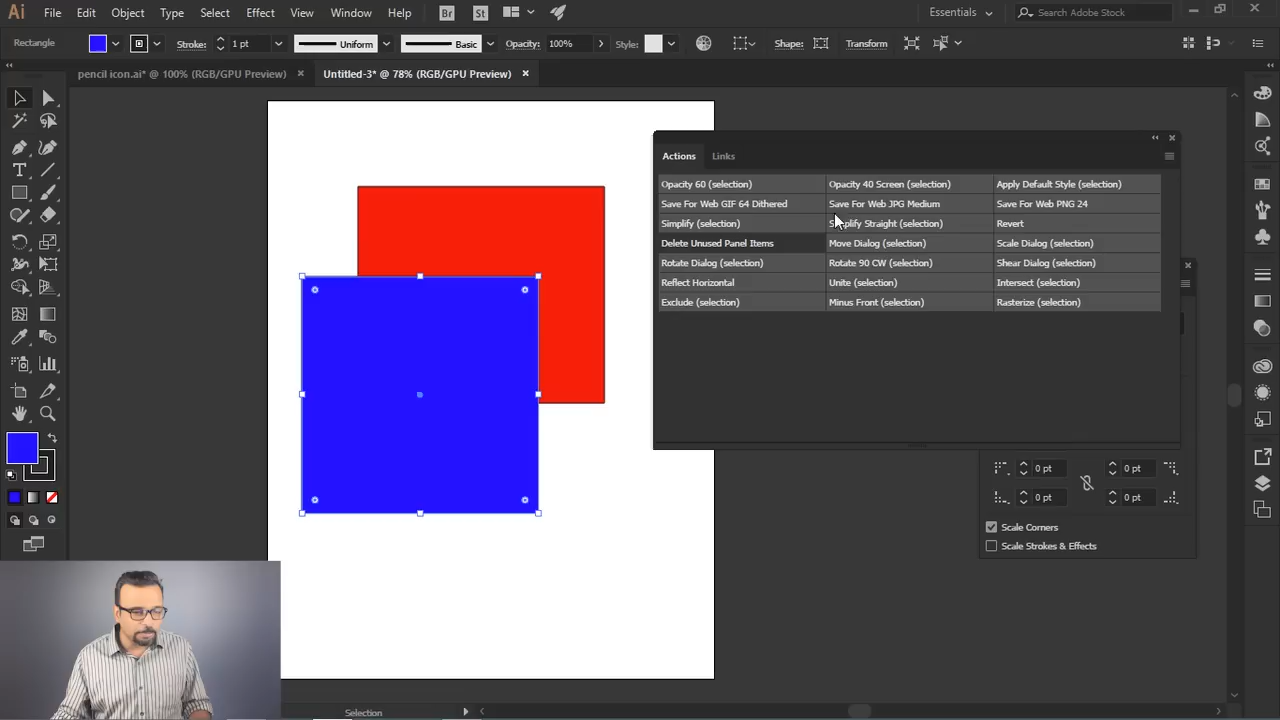 Ai File Edit Object Type Select Effect View Window Help Br St Essentials Search Adobe Stock
Rectangle Stroke: 1 pt Uniform Basic Opacity: 100% Style: Shape: Transform
pencil icon.ai* @ 100% (RGB/GPU Preview) Untitled-3* @ 78% (RGB/GPU Preview)
Actions Links
Opacity 60 (selection) Opacity 40 Screen (selection) Apply Default Style (selection)
Save For Web GIF 64 Dithered Save For Web JPG Medium Save For Web PNG 24
Simplify (selection) Simplify Straight (selection) Revert
Delete Unused Panel Items Move Dialog (selection) Scale Dialog (selection)
Rotate Dialog (selection) Rotate 90 CW (selection) Shear Dialog (selection)
Reflect Horizontal Unite (selection) Intersect (selection)
Exclude (selection) Minus Front (selection) Rasterize (selection)
0 pt 0 pt
0 pt 0 pt
Scale Corners
Scale Strokes & Effects
Selection